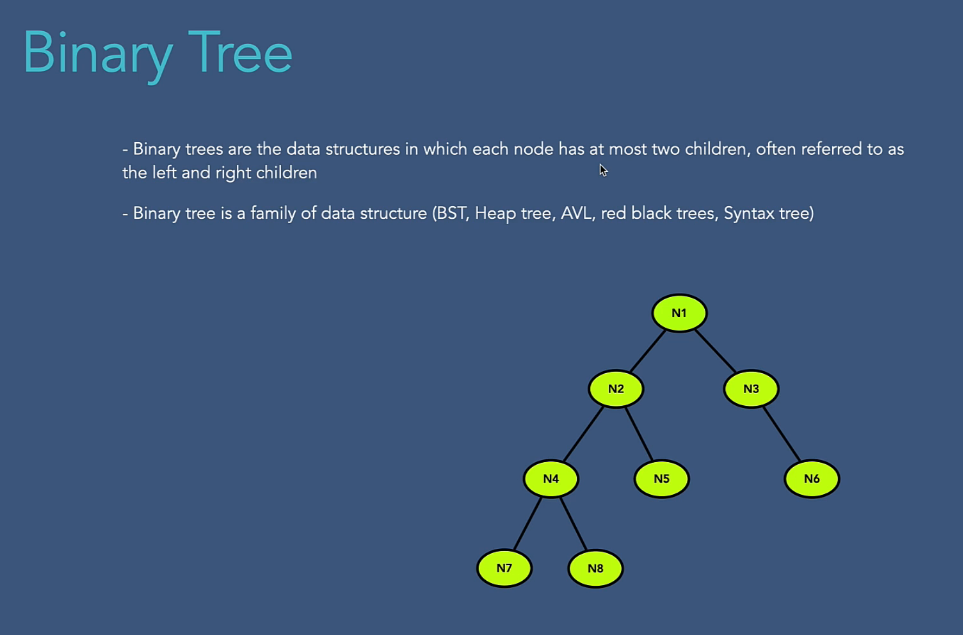 Binary Tree
- Binary trees are the data structures in which each node has at most two children, often referred to as
the left and right children
- Binary tree is a family of data structure (BST, Heap tree, AVL, red black trees, Syntax tree)
N1
N2
N3
N4
N5
N6
N7
N8